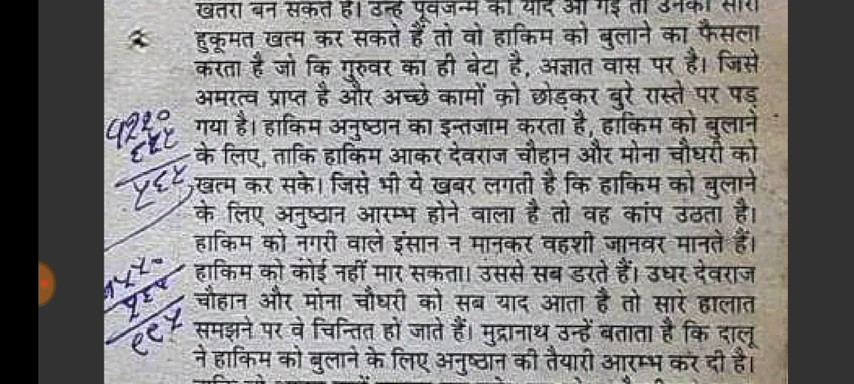 खतरा बन सकते हैं। उन्हें पूर्वजन्म की याद आ गई तो उनकी सारी
हुकूमत खत्म कर सकते हैं तो वो हाकिम को बुलाने का फैसला
करता है जो कि गुरुवर का ही बेटा है, अज्ञात वास पर है। जिसे
अमरत्व प्राप्त है और अच्छे कामों को छोड़कर बुरे रास्ते पर पड़
गया है। हाकिम अनुष्ठान का इन्तजाम करता है, हाकिम को बुलाने
के लिए, ताकि हाकिम आकर देवराज चौहान और मोना चौधरी को
खत्म कर सके। जिसे भी ये खबर लगती है कि हाकिम को बुलाने
के लिए अनुष्ठान आरम्भ होने वाला है तो वह कांप उठता है।
हाकिम को नगरी वाले इंसान न मानकर वहशी जानवर मानते हैं।
हाकिम को कोई नहीं मार सकता। उससे सब डरते हैं। उधर देवराज
चौहान और मोना चौधरी को सब याद आता है तो सारे हालात
समझने पर वे चिन्तित हो जाते हैं। मुद्रानाथ उन्हें बताता है कि दालू
ने हाकिम को बुलाने के लिए अनुष्ठान की तैयारी आरम्भ कर दी है।